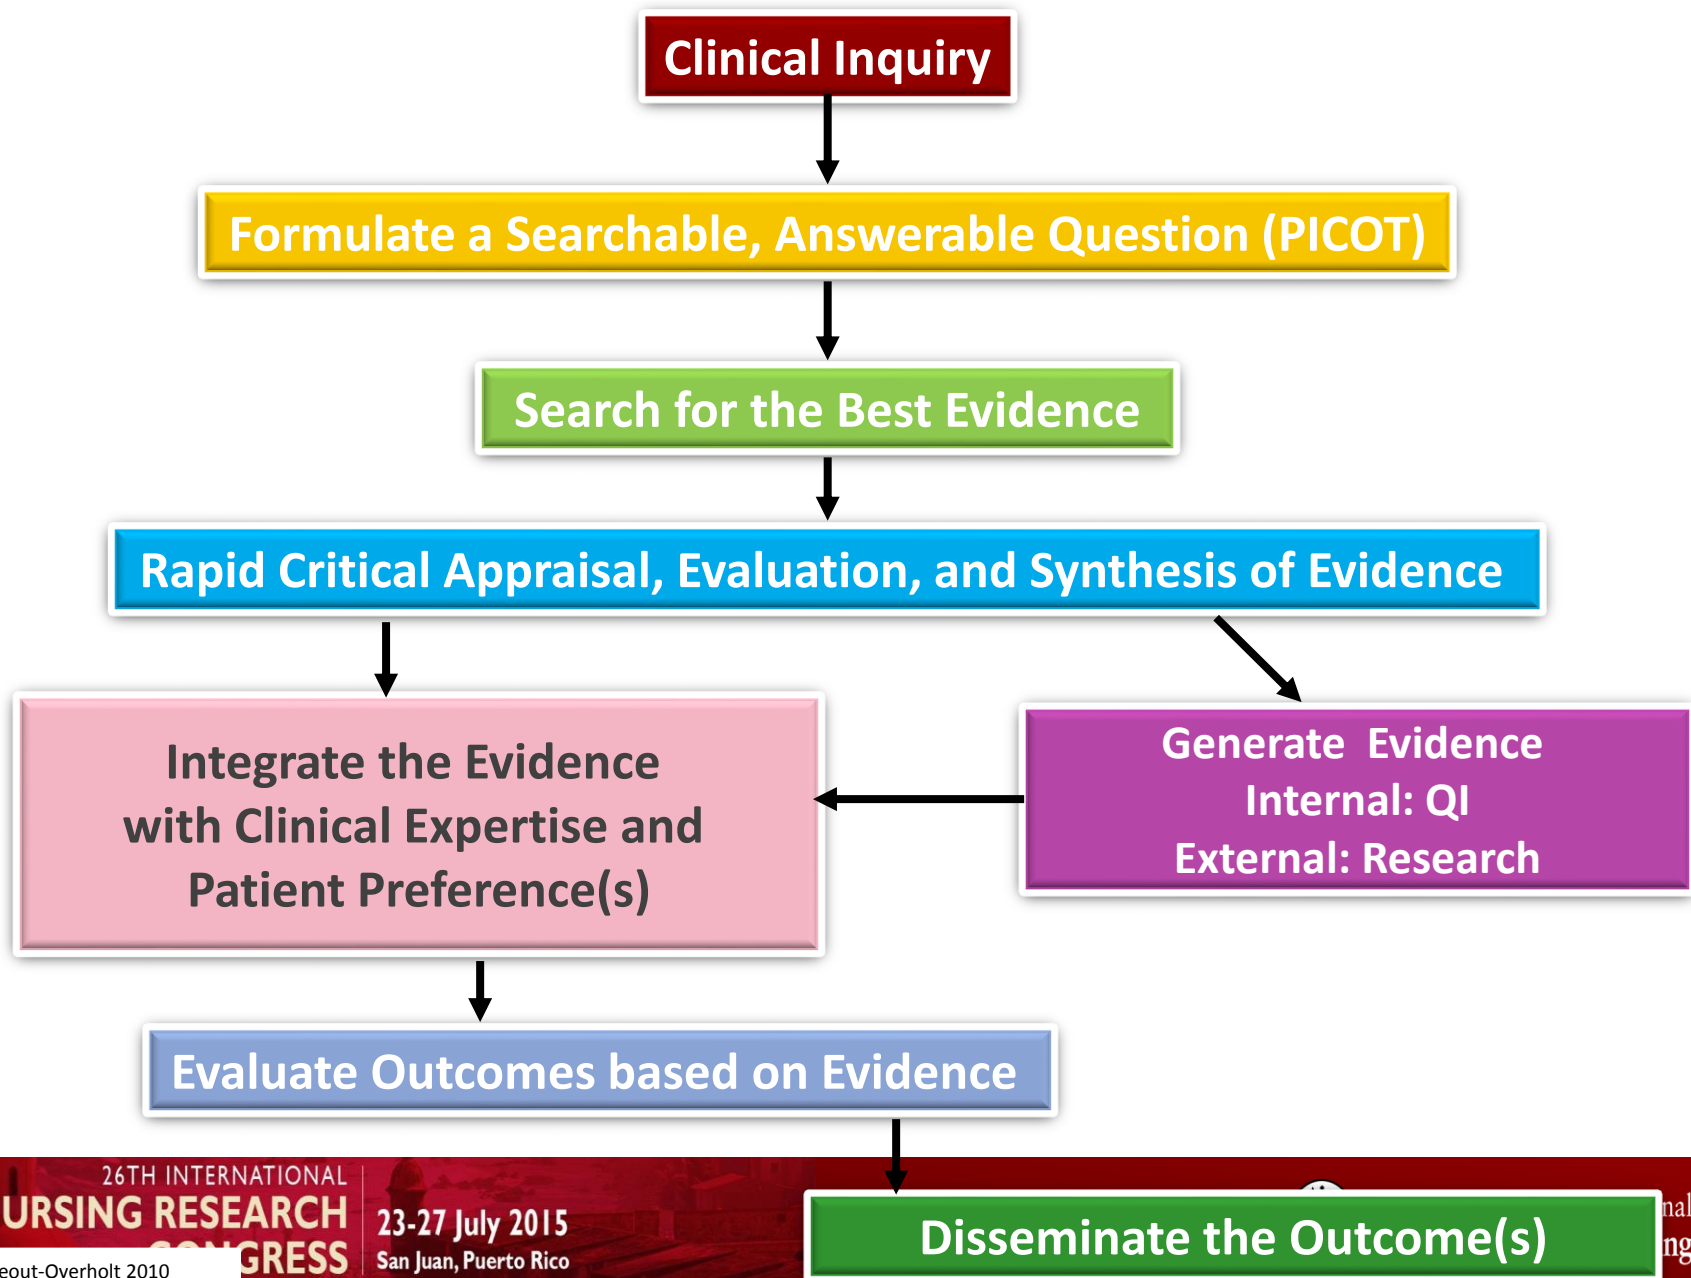 Clinical Inquiry
Formulate a Searchable, Answerable Question (PICOT)
Search for the Best Evidence
Rapid Critical Appraisal, Evaluation, and Synthesis of Evidence
Integrate the Evidence
with Clinical Expertise and
Patient Preference(s)
Generate Evidence
Internal: QI
External: Research
Evaluate Outcomes based on Evidence
Disseminate the Outcome(s)
26TH INTERNATIONAL
URSING RESEARCH
GRESS
23-27 July 2015
San Juan, Puerto Rico
eout-Overholt 2010
nal
ng